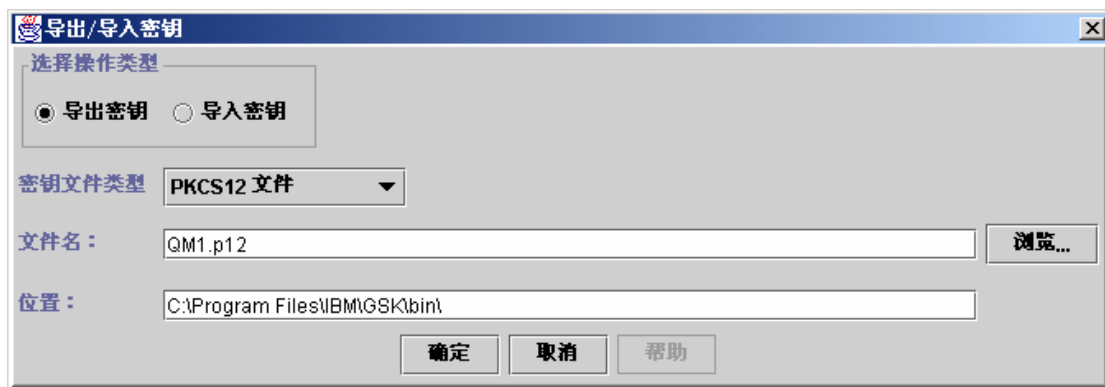 导出/导入密钥
选择操作类型
导出密钥 导入密钥
密钥文件类型 PKCS12 文件
文件名： QM1.p12 浏览...
位置： C:\Program Files\IBM\GSK\bin\
确定 取消 帮助